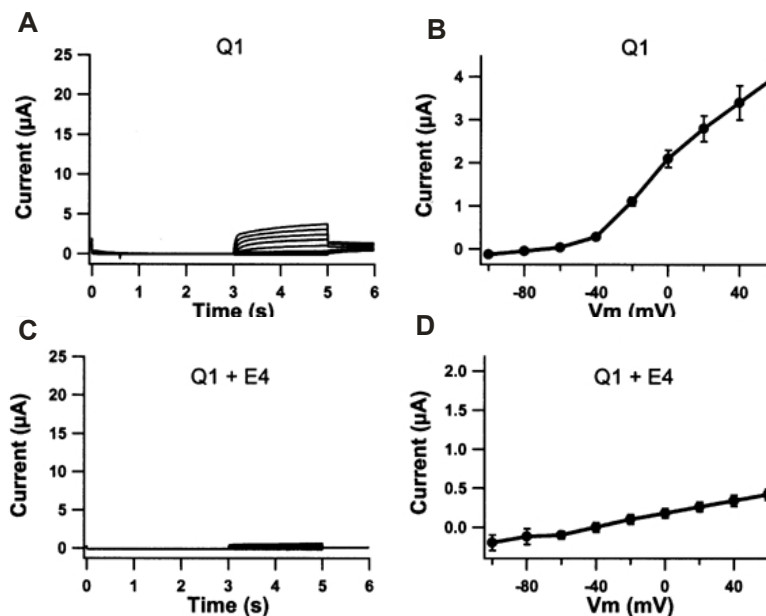 A
Q1
Current (µA)
25
20
15
10
5
0
0 1 2 3 4 5 6
Time (s)
B
Q1
Current (µA)
4
3
2
1
0
-80 -40 0 40
Vm (mV)
C
Q1 + E4
Current (µA)
25
20
15
10
5
0
0 1 2 3 4 5 6
Time (s)
D
Q1 + E4
Current (µA)
2.0
1.5
1.0
0.5
0.0
-80 -40 0 40
Vm (mV)